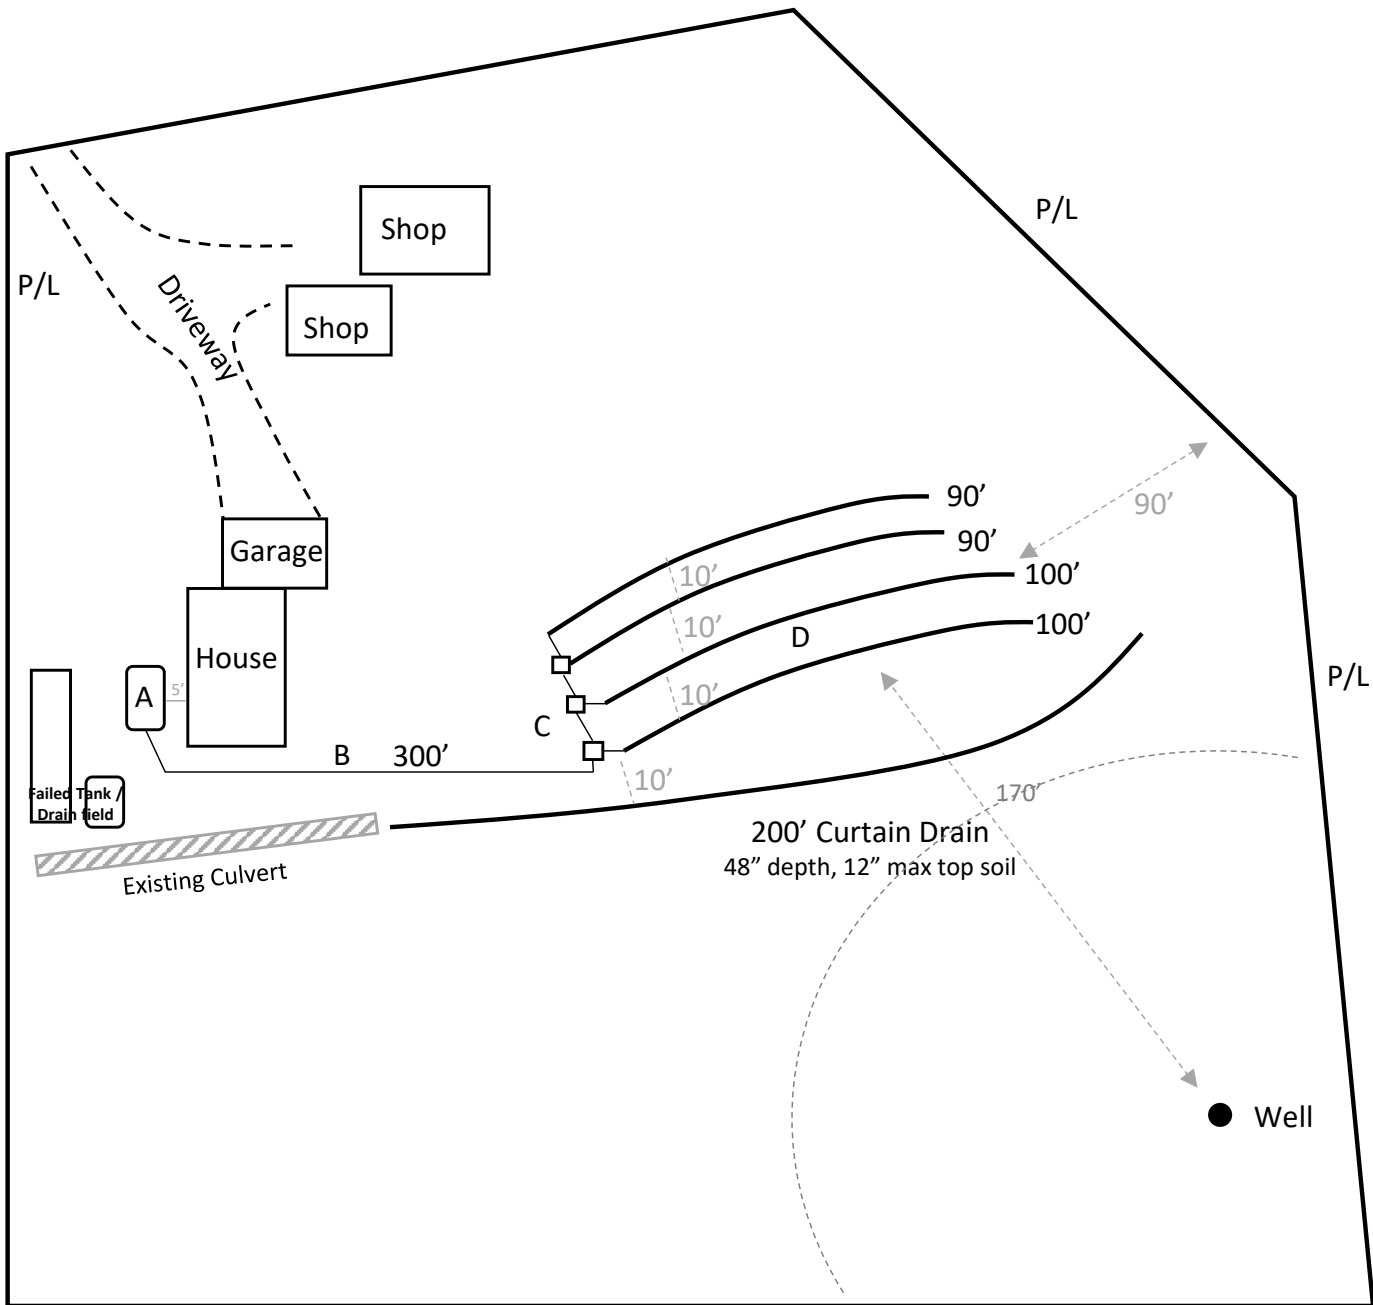 P/L
Shop
P/L
Driveway
Shop
90’
90’
Garage
90’
10’
100’
10’
D
100’
House
A
5’
10’
P/L
C
B
300’
10’
Failed Tank /
Drain field
170’
200’ Curtain Drain
48” depth, 12” max top soil
Existing Culvert
Well